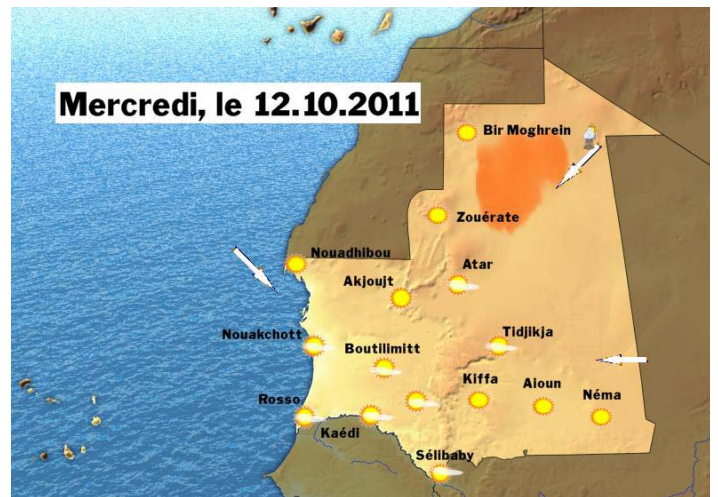 Mercredi, le 12.10.2011
Bir Moghrein
Zouérate
Nouadhibou
Atar
Akjoujt
Nouakchott
Tidjikja
Boutilimitt
Kiffa
Aioun
Néma
Rosso
Kaédi
Sélibaby